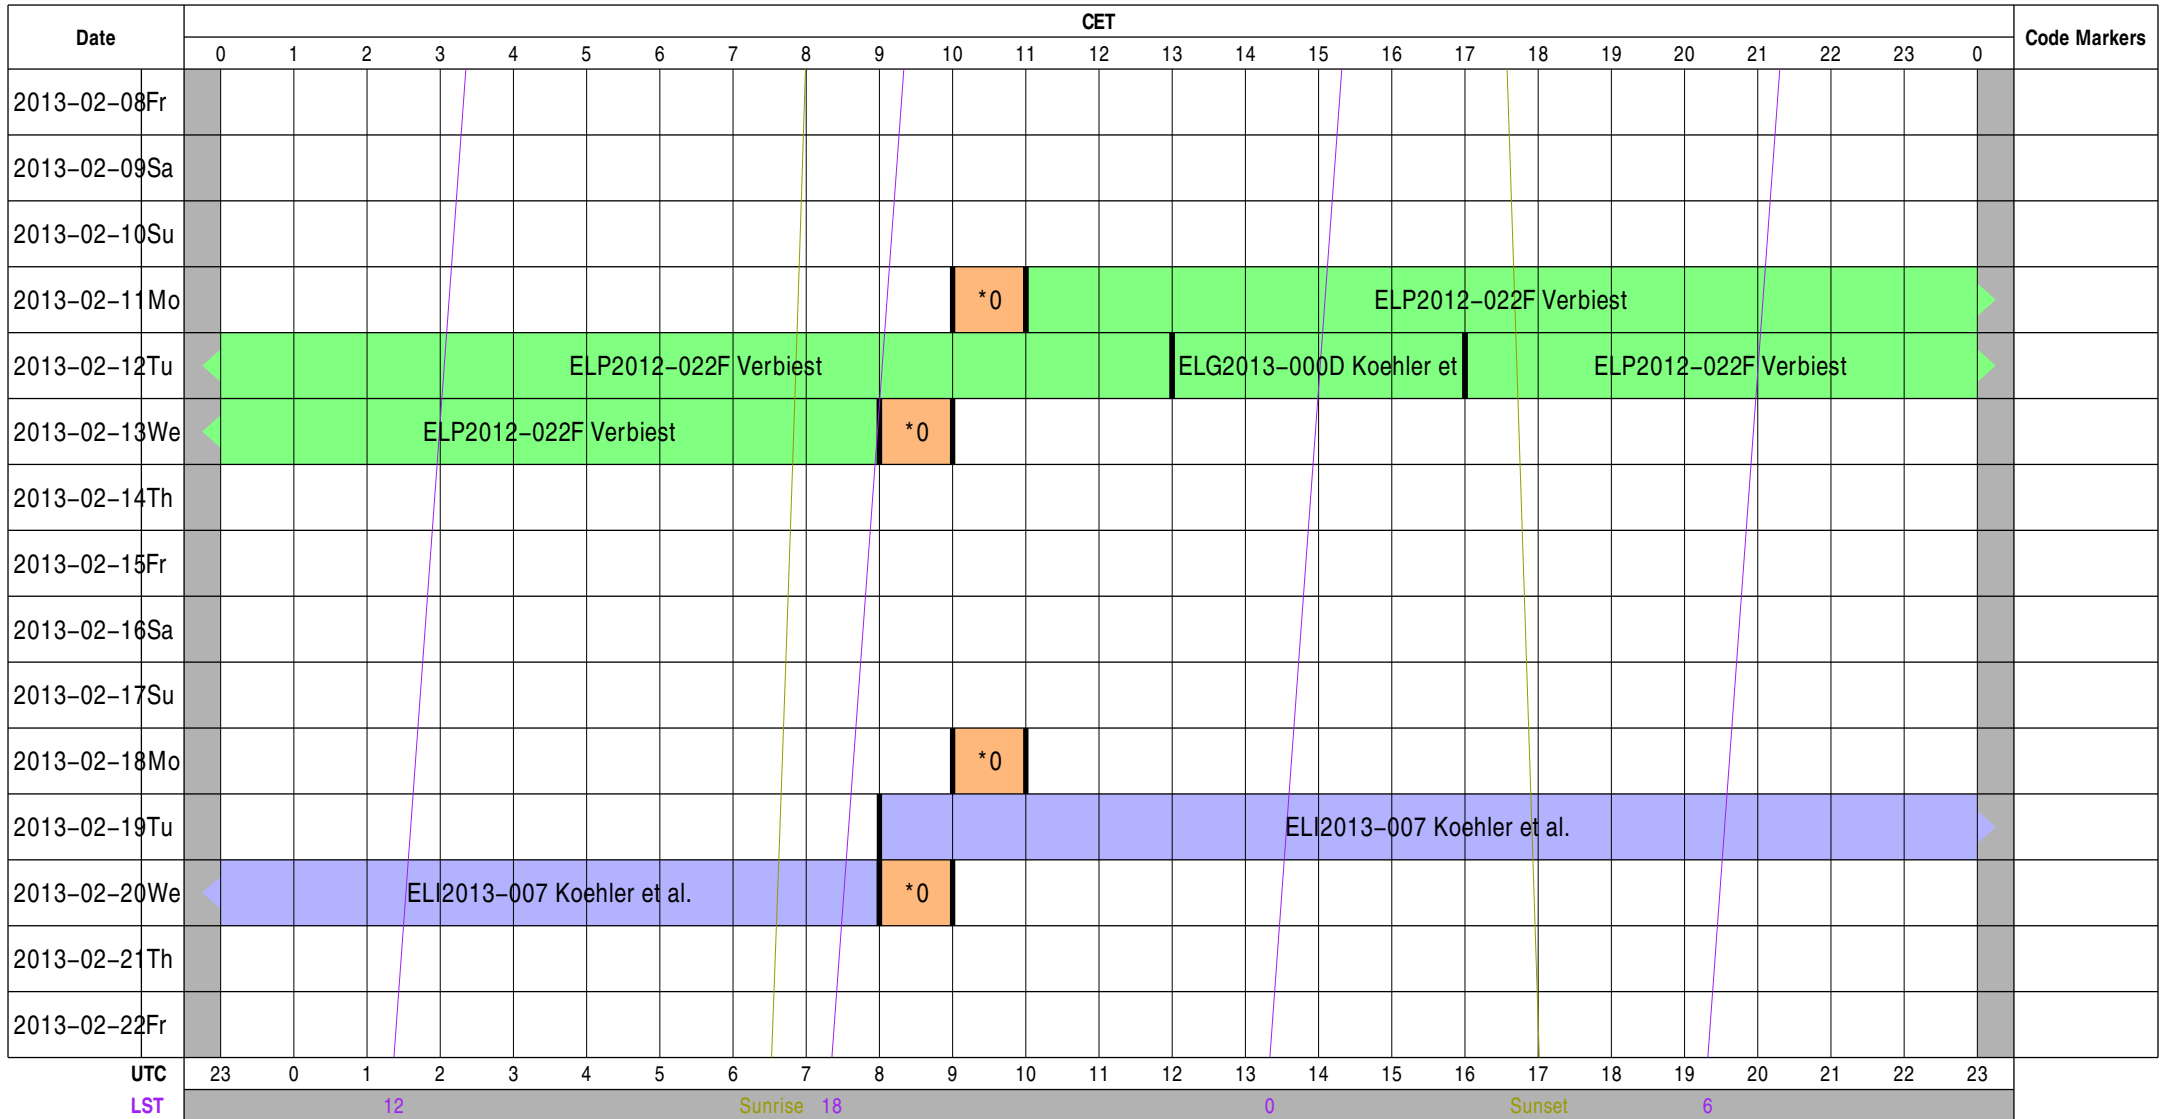 Date CET Code Markers
0 1 2 3 4 5 6 7 8 9 10 11 12 13 14 15 16 17 18 19 20 21 22 23 0
2013-02-08Fr
2013-02-09Sa
2013-02-10Su
2013-02-11Mo *0 ELP2012-022F Verbiest
2013-02-12Tu ELP2012-022F Verbiest ELG2013-000D Koehler et ELP2012-022F Verbiest
2013-02-13We ELP2012-022F Verbiest *0
2013-02-14Th
2013-02-15Fr
2013-02-16Sa
2013-02-17Su
2013-02-18Mo *0
2013-02-19Tu ELI2013-007 Koehler et al.
2013-02-20We ELI2013-007 Koehler et al. *0
2013-02-21Th
2013-02-22Fr
UTC 23 0 1 2 3 4 5 6 7 8 9 10 11 12 13 14 15 16 17 18 19 20 21 22 23
LST 12 Sunrise 18 0 Sunset 6